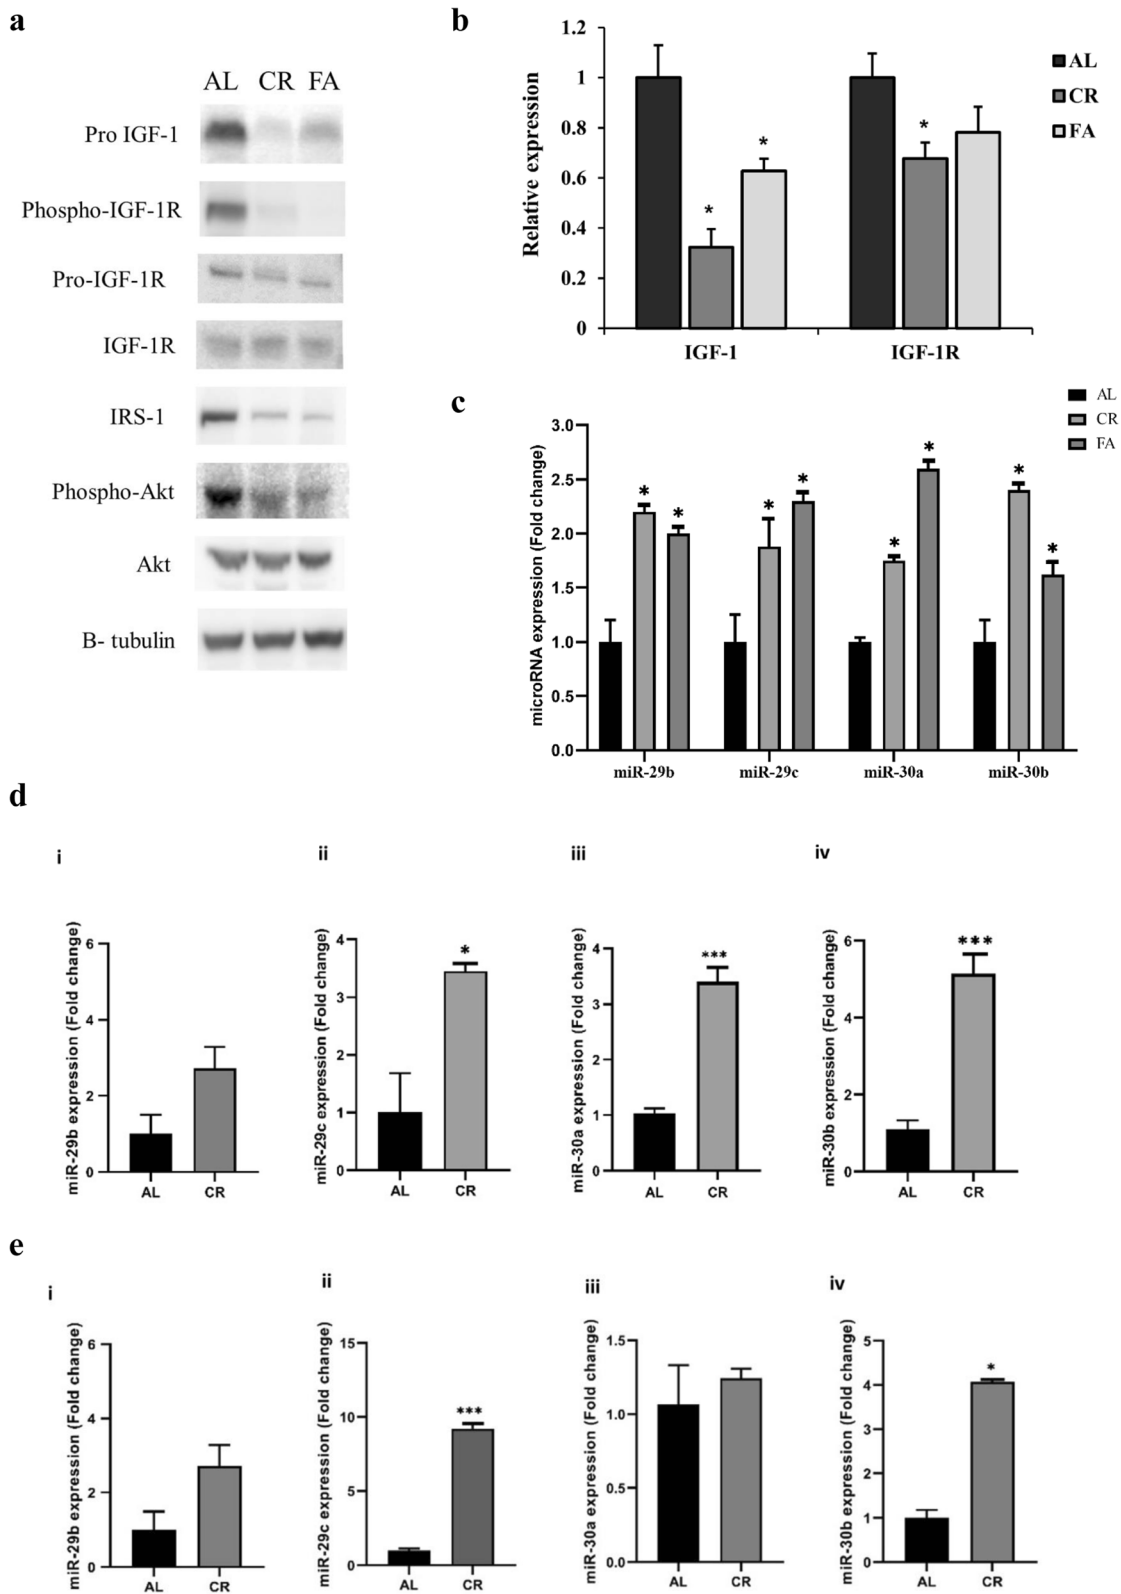 a
AL CR FA
Pro IGF-1
Phospho-IGF-1R
Pro-IGF-1R
IGF-1R
IRS-1
Phospho-Akt
Akt
B- tubulin
b
Relative expression
1.2
1
0.8
0.6
0.4
0.2
0
* * *
IGF-1 IGF-1R
AL
CR
FA
c
microRNA expression (Fold change)
3.0
2.5
2.0
1.5
1.0
0.5
0.0
* * * * * * * *
miR-29b miR-29c miR-30a miR-30b
AL
CR
FA
d
i
miR-29b expression (Fold change)
6
4
2
0
AL CR
ii
miR-29c expression (Fold change)
4
3
2
1
0
*
AL CR
iii
miR-30a expression (Fold change)
4
3
2
1
0
***
AL CR
iv
miR-30b expression (Fold change)
6
4
2
0
***
AL CR
e
i
miR-29b expression (Fold change)
6
4
2
0
AL CR
ii
miR-29c expression (Fold change)
15
10
5
0
***
AL CR
iii
miR-30a expression (Fold change)
1.5
1.0
0.5
0.0
AL CR
iv
miR-30b expression (Fold change)
5
4
3
2
1
0
*
AL CR